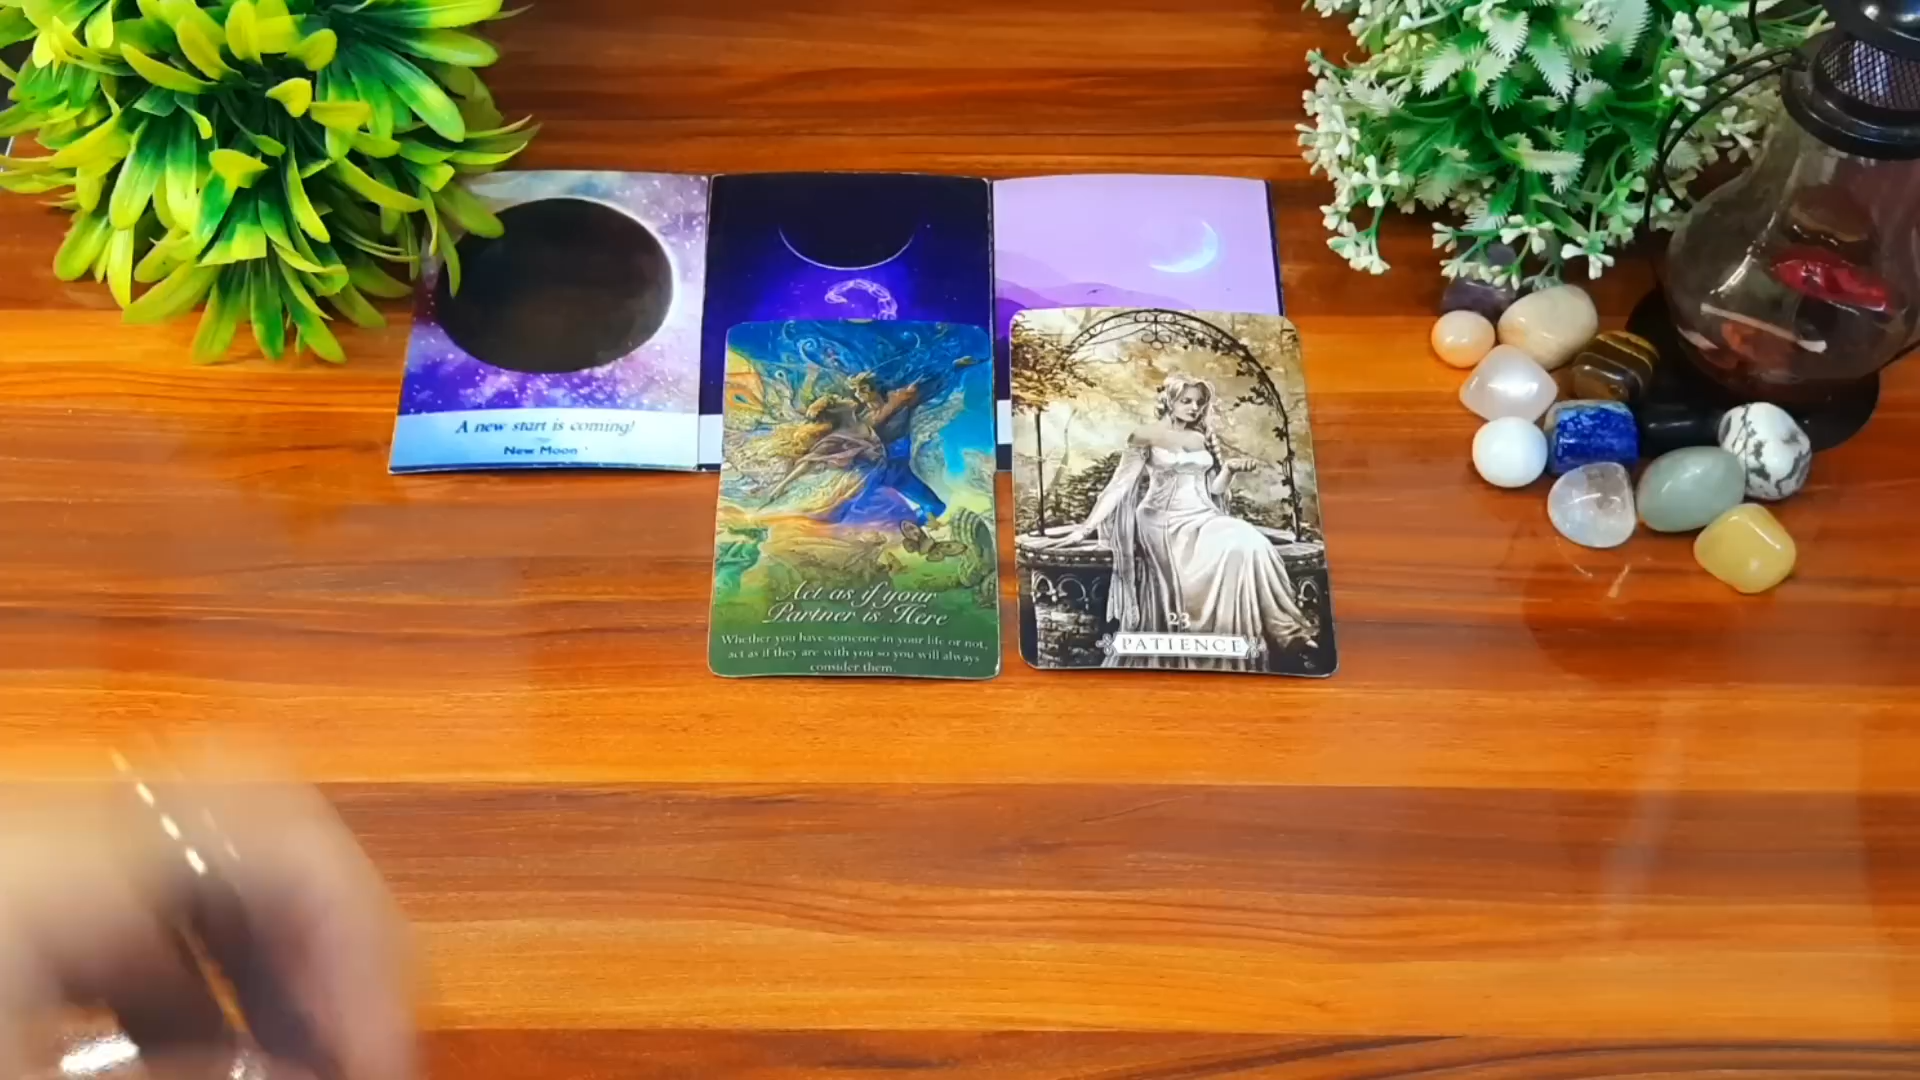 A new start is coming!
New Moon
Act as if your
Partner is Here
Whether you have someone in your life or not,
act as if they are with you so you will always
consider them.
23
PATIENCE